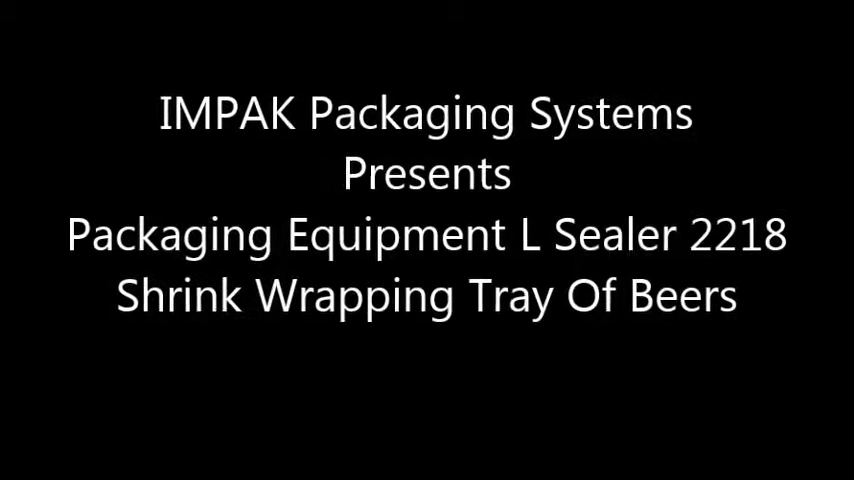 IMPAK Packaging Systems
Presents
Packaging Equipment L Sealer 2218
Shrink Wrapping Tray Of Beers